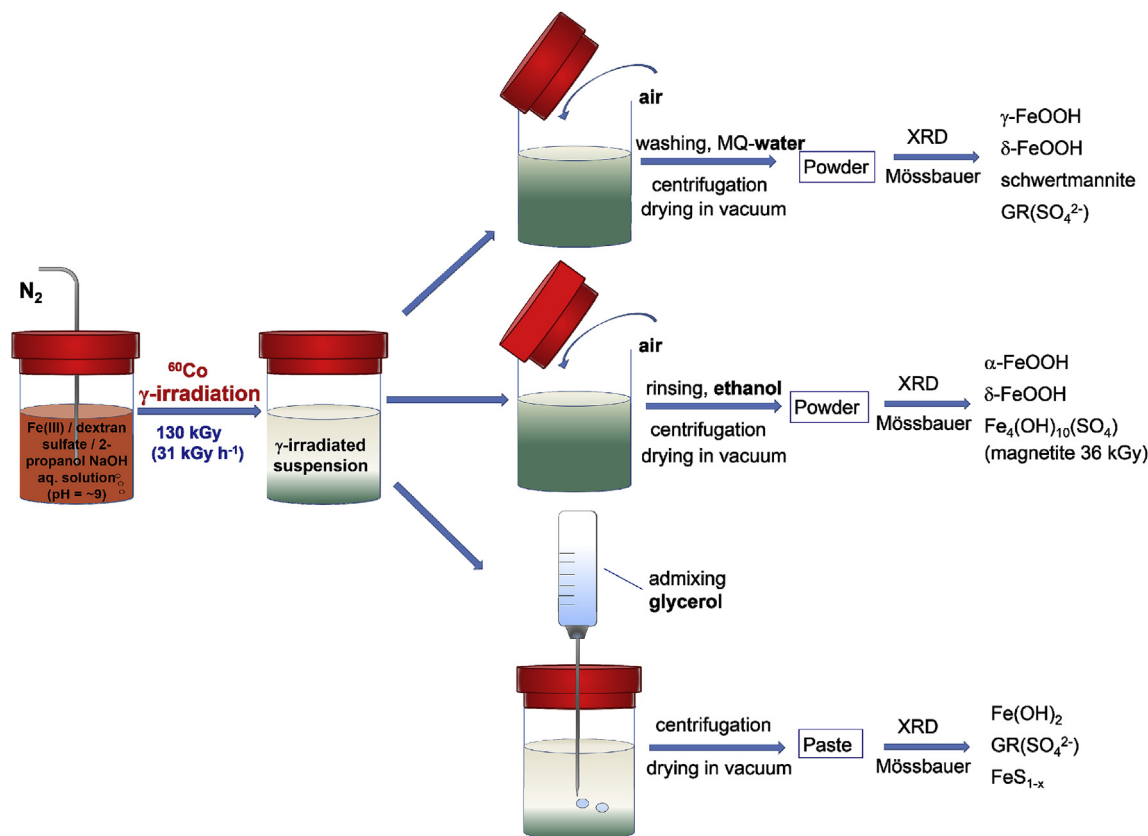 N₂
Fe(III) / dextran
sulfate / 2-
propanol NaOH
aq. solution
(pH = ~9)
⁶⁰Co
γ-irradiation
130 kGy
(31 kGy h⁻¹)
γ-irradiated
suspension
air
washing, MQ-water
centrifugation
drying in vacuum
Powder
XRD
Mössbauer
γ-FeOOH
δ-FeOOH
schwertmannite
GR(SO₄²⁻)
air
rinsing, ethanol
centrifugation
drying in vacuum
Powder
XRD
Mössbauer
α-FeOOH
δ-FeOOH
Fe₄(OH)₁₀(SO₄)
(magnetite 36 kGy)
admixing
glycerol
centrifugation
drying in vacuum
Paste
XRD
Mössbauer
Fe(OH)₂
GR(SO₄²⁻)
FeS₁₋ₓ